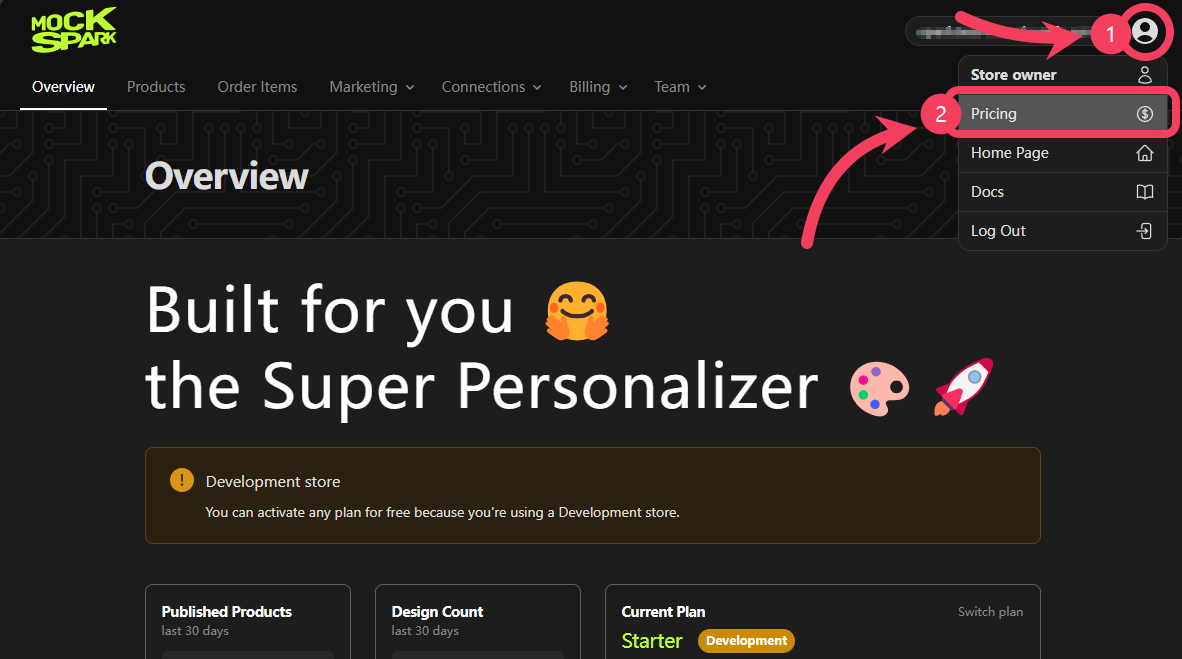 MOCK
SPARK
1
Overview Products Order Items Marketing Connections Billing Team
Store owner
2 Pricing
Home Page
Docs
Log Out
Overview
Built for you 🤗
the Super Personalizer 🎨 🚀
! Development store
You can activate any plan for free because you're using a Development store.
Published Products
last 30 days
Design Count
last 30 days
Current Plan Switch plan
Starter Development